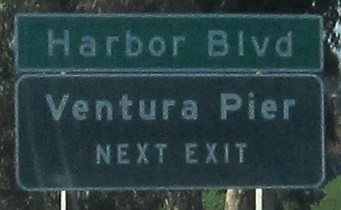 Harbor Blvd
Ventura Pier
NEXT EXIT